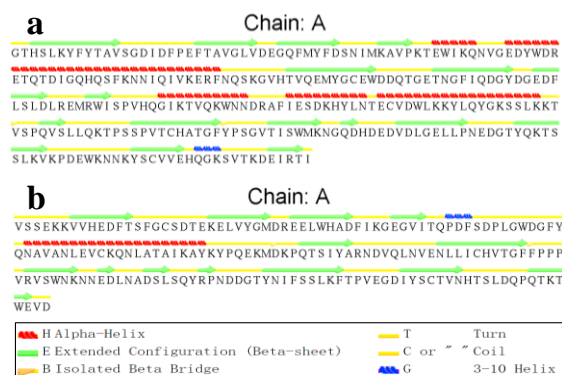 a
Chain: A
GTHSLKYFYTAVSGDIDFPEFTAVGLVDEGQFMYFDSNIMKAVPKTEWIKQNVGEDYWDR
ETQTDIGQHQSFKNNIQIVKERFNQSKGVHTVQEMYGCEWDDQTGETNGFIQDGYDGEDF
LSLDLREMRWISPVHQGIKTVQKWNNDRAFIESDKHYLNTECVDWLKKYLQYGKSSLKKT
VSPQVSLLQKTPSSPVTCHATGFYPSGVTISWMKNGQDHDEDVDLGELLPNEDGTYQKTS
SLKVKPDEWKNNKYSCVVEHQGKSVTKDEIRTI
b
Chain: A
VSSEKKVVHEDFTSFGCSDTEKELVYGMDREELWHADFIKGEGVITQPDFSDPLGWDGFY
QNAVANLEVCKQNLATAIKAYKYPQEKMDKPQTSIYARNDVQLNVENLLICHVTGFFPPP
VRVSWNKNNEDLNADSLSQYRPNDDGTYNIFSSLKFTPVEGDIYSCTVNHTSLDQPQTKT
WEVD
H Alpha-Helix T Turn
E Extended Configuration (Beta-sheet) C or " " Coil
B Isolated Beta Bridge G 3-10 Helix